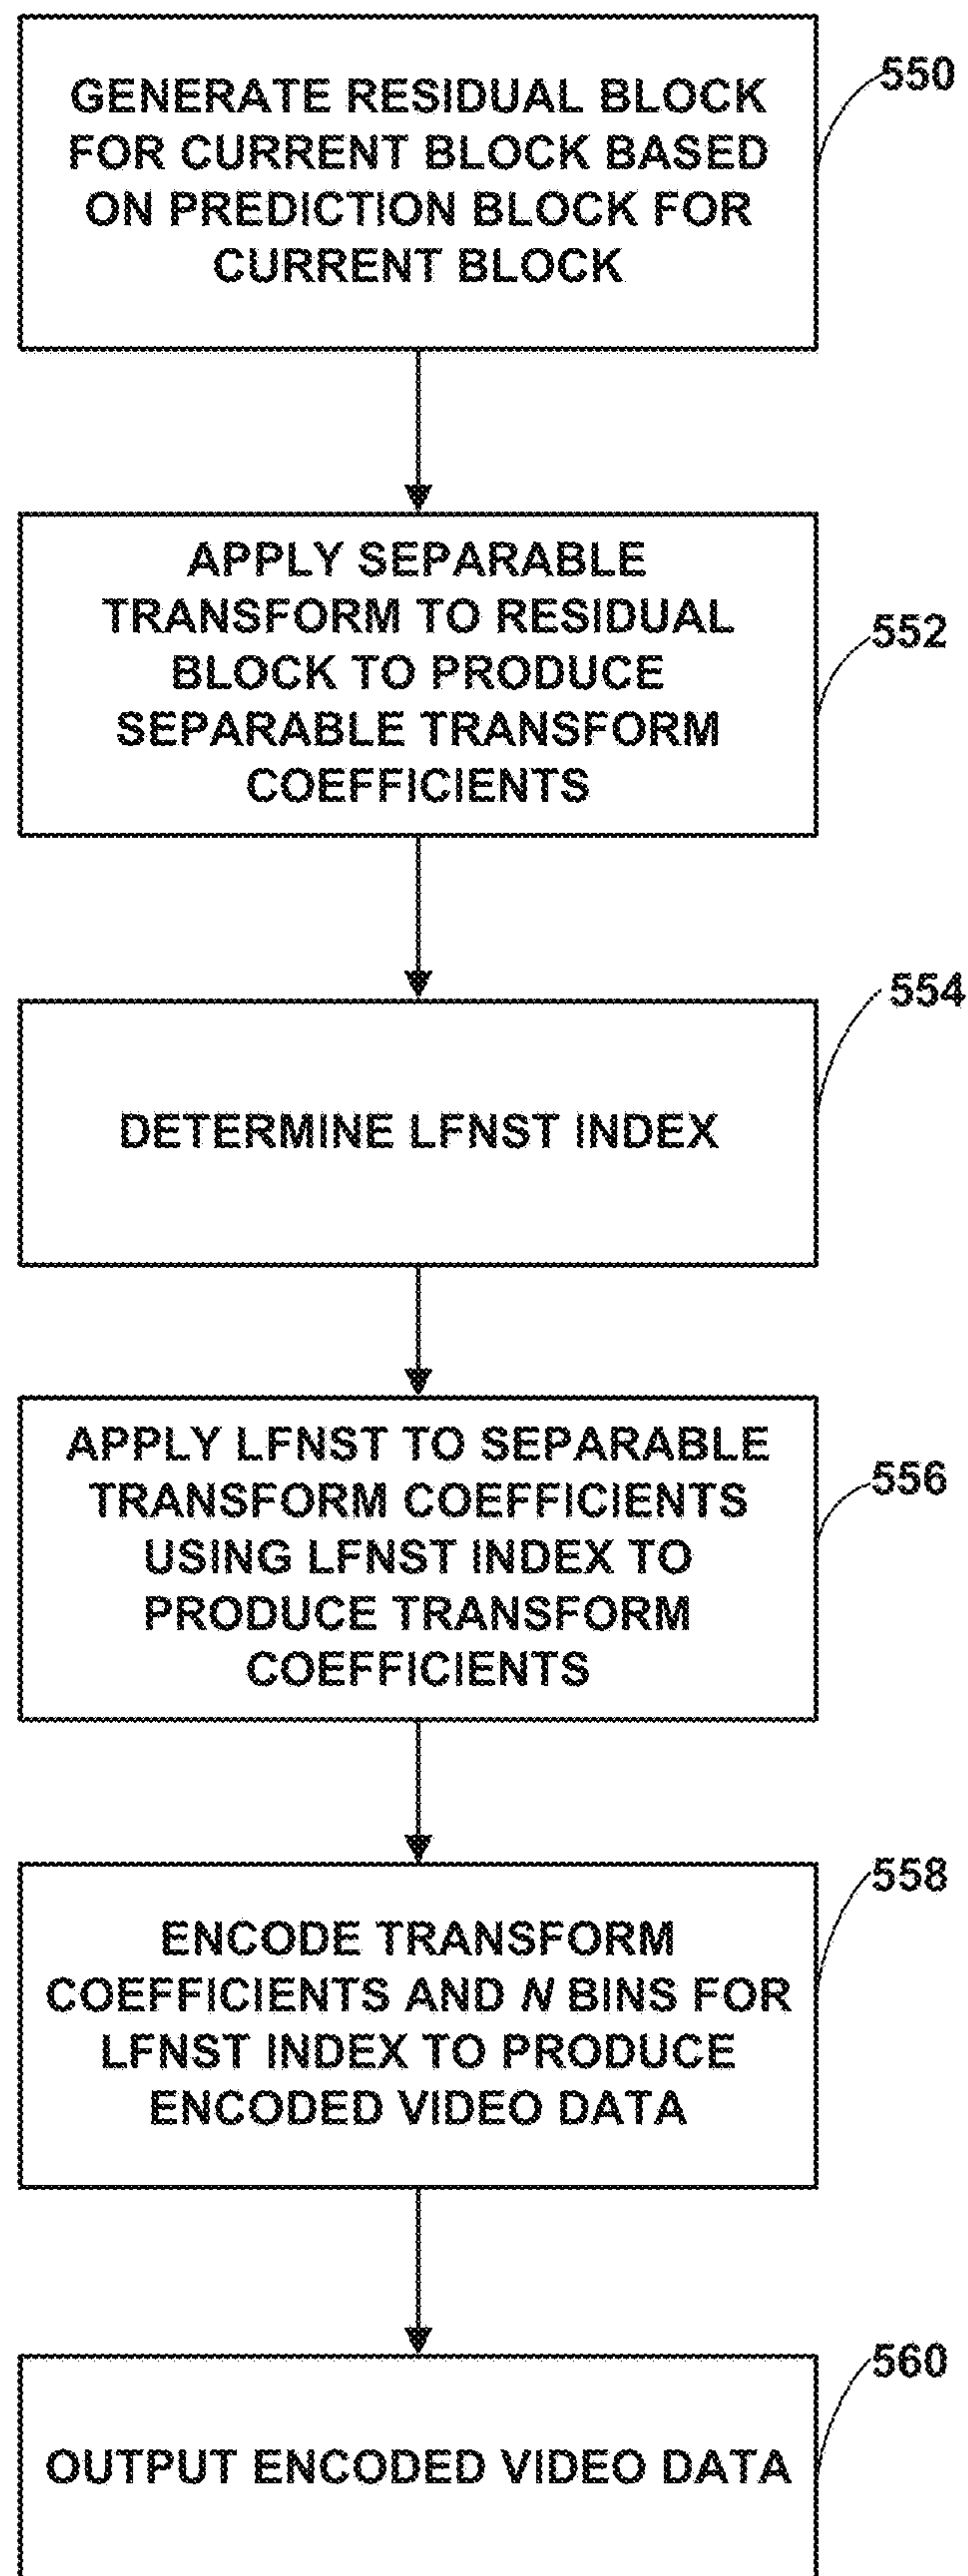 GENERATE RESIDUAL BLOCK
FOR CURRENT BLOCK BASED
ON PREDICTION BLOCK FOR
CURRENT BLOCK
550
APPLY SEPARABLE
TRANSFORM TO RESIDUAL
BLOCK TO PRODUCE
SEPARABLE TRANSFORM
COEFFICIENTS
552
DETERMINE LFNST INDEX
554
APPLY LFNST TO SEPARABLE
TRANSFORM COEFFICIENTS
USING LFNST INDEX TO
PRODUCE TRANSFORM
COEFFICIENTS
556
ENCODE TRANSFORM
COEFFICIENTS AND N BINS FOR
LFNST INDEX TO PRODUCE
ENCODED VIDEO DATA
558
OUTPUT ENCODED VIDEO DATA
560